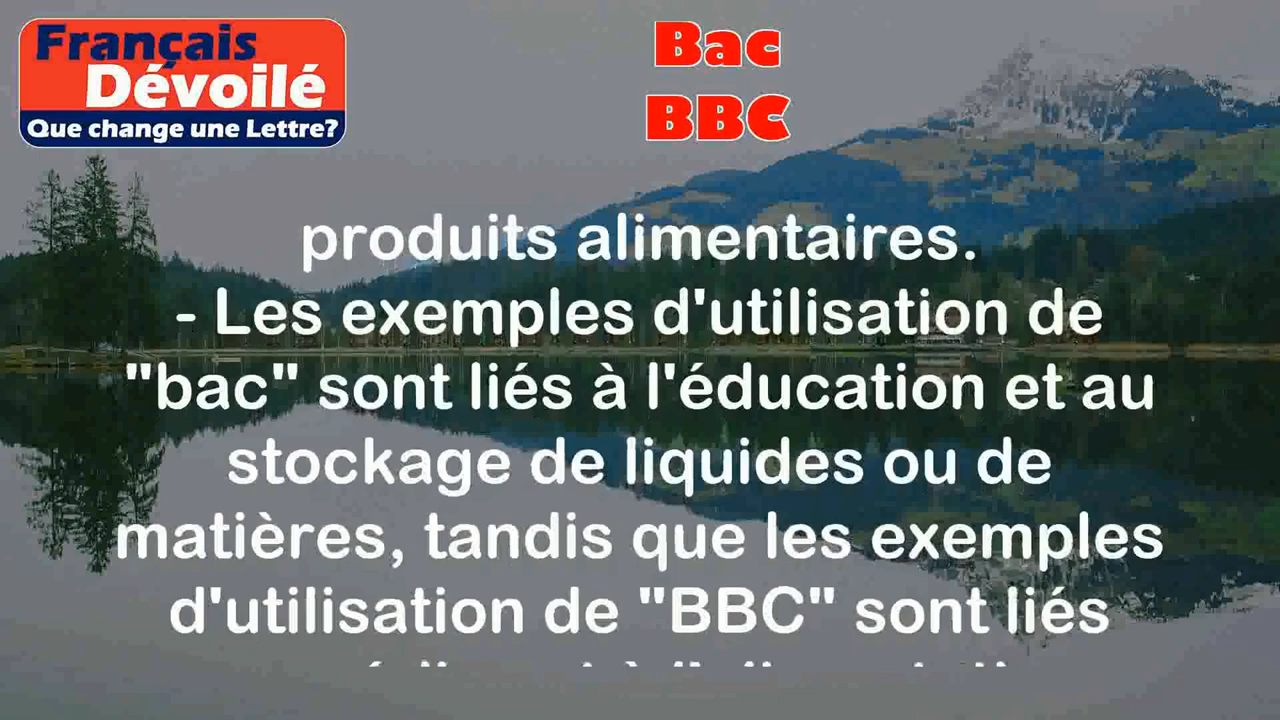 Français
Dévoilé
Que change une Lettre?
Bac
BBC
produits alimentaires.
- Les exemples d'utilisation de
"bac" sont liés à l'éducation et au
stockage de liquides ou de
matières, tandis que les exemples
d'utilisation de "BBC" sont liés